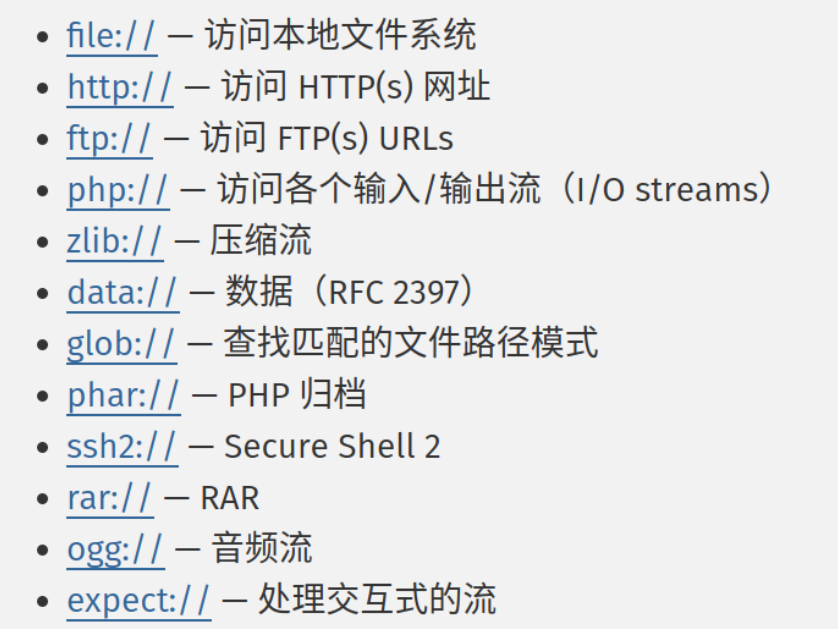 file:// — 访问本地文件系统
http:// — 访问 HTTP(s) 网址
ftp:// — 访问 FTP(s) URLs
php:// — 访问各个输入/输出流（I/O streams）
zlib:// — 压缩流
data:// — 数据（RFC 2397）
glob:// — 查找匹配的文件路径模式
phar:// — PHP 归档
ssh2:// — Secure Shell 2
rar:// — RAR
ogg:// — 音频流
expect:// — 处理交互式的流